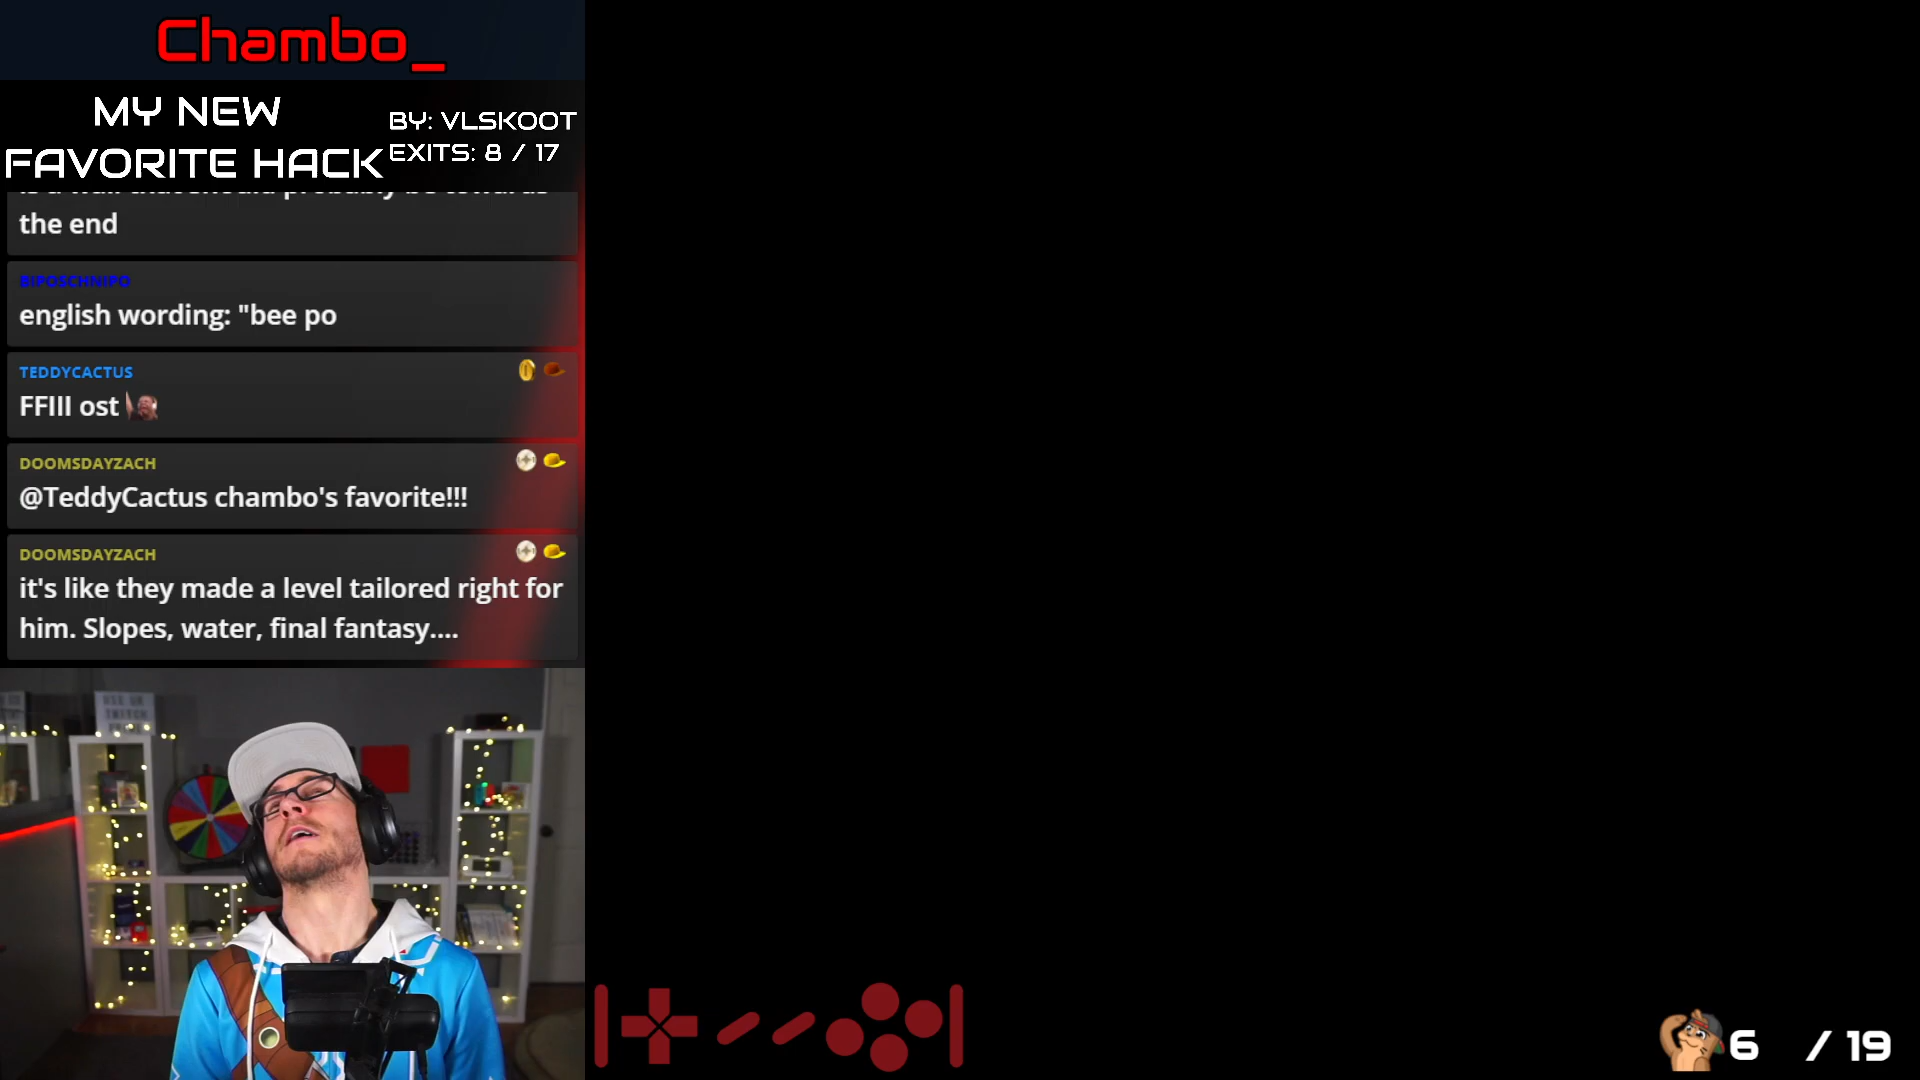 Chambo_
MY NEW
FAVORITE HACK
BY: VLSKOOT
EXITS: 8 / 17
the end
BIPOSCHNIPO
english wording: "bee po
TEDDYCACTUS
FFIII ost
DOOMSDAYZACH
@TeddyCactus chambo's favorite!!!
DOOMSDAYZACH
it's like they made a level tailored right for
him. Slopes, water, final fantasy....
6 / 19